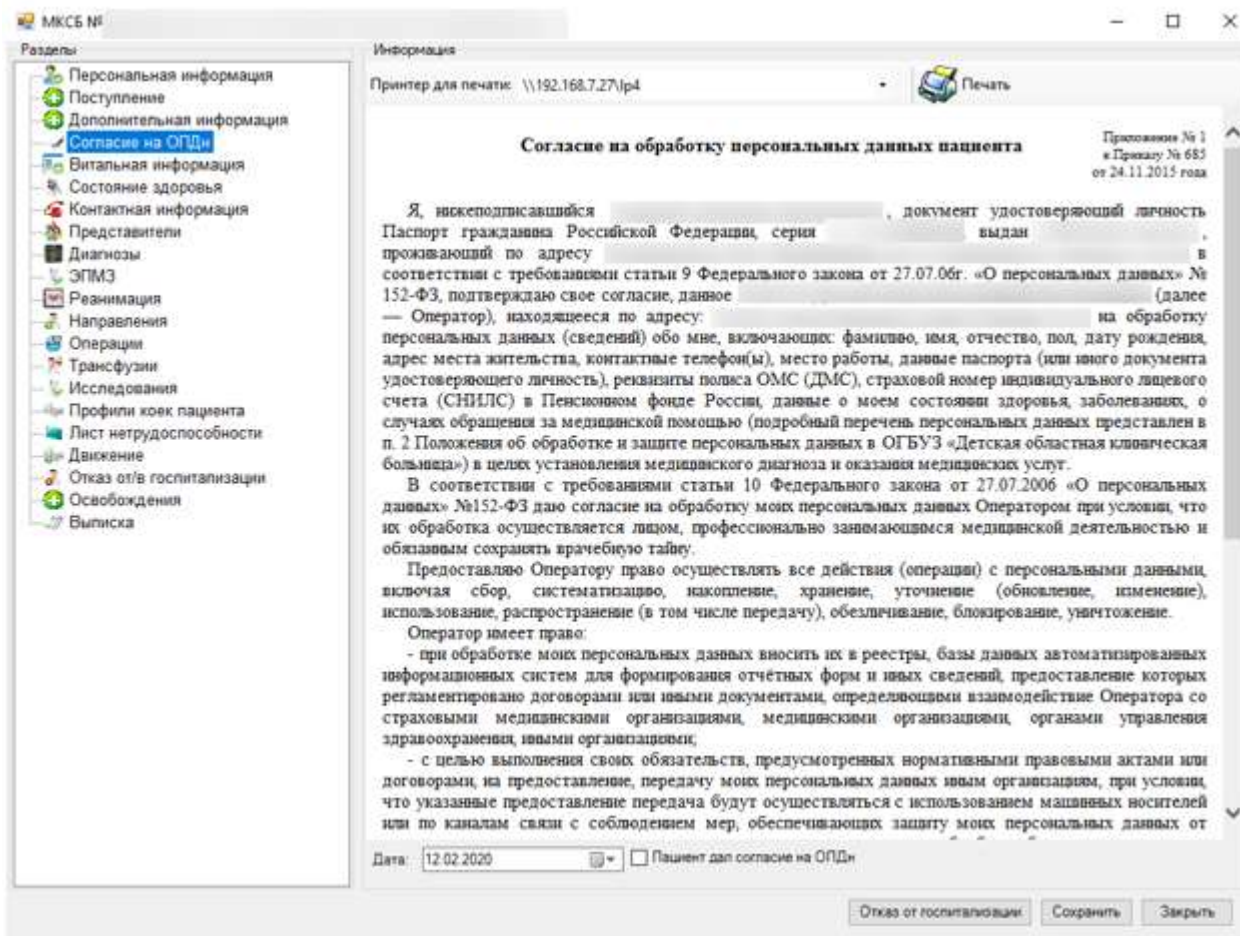 МКСБ №
Разделы
Персональная информация
Поступление
Дополнительная информация
Согласие на ОПДн
Витальная информация
Состояние здоровья
Контактная информация
Представители
Диагнозы
ЭПМЗ
Реанимация
Направления
Операции
Трансфузии
Исследования
Профили коек пациента
Лист нетрудоспособности
Движение
Отказ от/в госпитализации
Освобождения
Выписка
Информация
Принтер для печати: \\192.168.7.27\lp4
Печать
Согласие на обработку персональных данных пациента
Приложение № 1
к Приказу № 685
от 24.11.2015 года
Я, нижеподписавшийся , документ удостоверяющий личность
Паспорт гражданина Российской Федерации, серия выдан ,
проживающий по адресу в
соответствии с требованиями статьи 9 Федерального закона от 27.07.06г. «О персональных данных» №
152-ФЗ, подтверждаю свое согласие, данное (далее
— Оператор), находящееся по адресу: на обработку
персональных данных (сведений) обо мне, включающих: фамилию, имя, отчество, пол, дату рождения,
адрес места жительства, контактные телефон(ы), место работы, данные паспорта (или иного документа
удостоверяющего личность), реквизиты полиса ОМС (ДМС), страховой номер индивидуального лицевого
счета (СНИЛС) в Пенсионном фонде России, данные о моем состоянии здоровья, заболеваниях, о
случаях обращения за медицинской помощью (подробный перечень персональных данных представлен в
п. 2 Положения об обработке и защите персональных данных в ОГБУЗ «Детская областная клиническая
больница») в целях установления медицинского диагноза и оказания медицинских услуг.
В соответствии с требованиями статьи 10 Федерального закона от 27.07.2006 «О персональных
данных» №152-ФЗ даю согласие на обработку моих персональных данных Оператором при условии, что
их обработка осуществляется лицом, профессионально занимающимся медицинской деятельностью и
обязанным сохранять врачебную тайну.
Предоставляю Оператору право осуществлять все действия (операции) с персональными данными,
включая сбор, систематизацию, накопление, хранение, уточнение (обновление, изменение),
использование, распространение (в том числе передачу), обезличивание, блокирование, уничтожение.
Оператор имеет право:
- при обработке моих персональных данных вносить их в реестры, базы данных автоматизированных
информационных систем для формирования отчётных форм и иных сведений, предоставление которых
регламентировано договорами или иными документами, определяющими взаимодействие Оператора со
страховыми медицинскими организациями, медицинскими организациями, органами управления
здравоохранения, иными организациями;
- с целью выполнения своих обязательств, предусмотренных нормативными правовыми актами или
договорами, на предоставление, передачу моих персональных данных иным организациям, при условии,
что указанные предоставление передача будут осуществляться с использованием машинных носителей
или по каналам связи с соблюдением мер, обеспечивающих защиту моих персональных данных от
Дата: 12.02.2020
Пациент дал согласие на ОПДн
Отказ от госпитализации
Сохранить
Закрыть